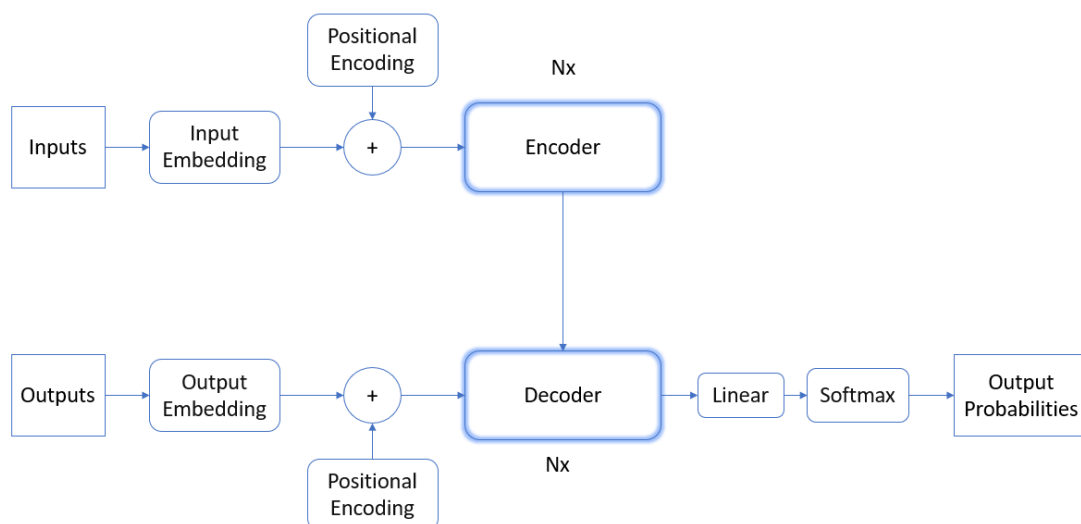 Positional
Encoding
Nx
Inputs
Input
Embedding
+
Encoder
Outputs
Output
Embedding
+
Decoder
Linear
Softmax
Output
Probabilities
Nx
Positional
Encoding